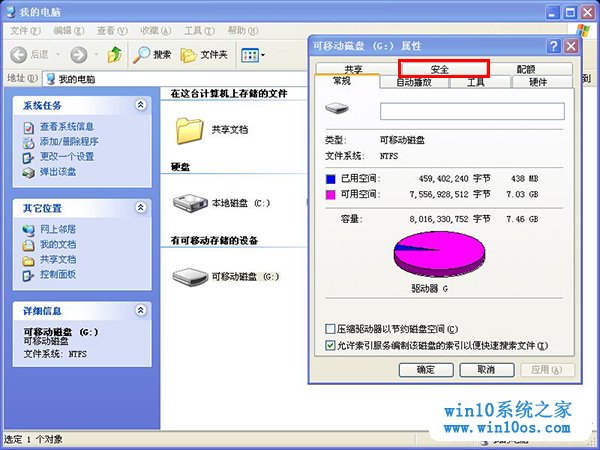 我的电脑
文件(F) 编辑(E) 查看(V) 收藏(A) 工具(T) 帮助(H)
后退 搜索 文件夹
地址(D) 我的电脑
到
系统任务
查看系统信息
添加/删除程序
更改一个设置
弹出该盘
其它位置
网上邻居
我的文档
共享文档
控制面板
详细信息
可移动磁盘 (G:)
可移动磁盘
文件系统: NTFS
在这台计算机上存储的文件
共享文档
硬盘
本地磁盘 (C:)
有可移动存储的设备
可移动磁盘 (G:)
可移动磁盘 (G:) 属性
共享 安全 配额
常规 自动播放 工具 硬件
类型: 可移动磁盘
文件系统: NTFS
已用空间: 459,402,240 字节 438 MB
可用空间: 7,556,928,512 字节 7.03 GB
容量: 8,016,330,752 字节 7.46 GB
驱动器 G
压缩驱动器以节约磁盘空间(C)
允许索引服务编制该磁盘的索引以便快速搜索文件(I)
确定 取消 应用(A)
选定 1 个对象
我的电脑
win10系统之家
www.win10os.com